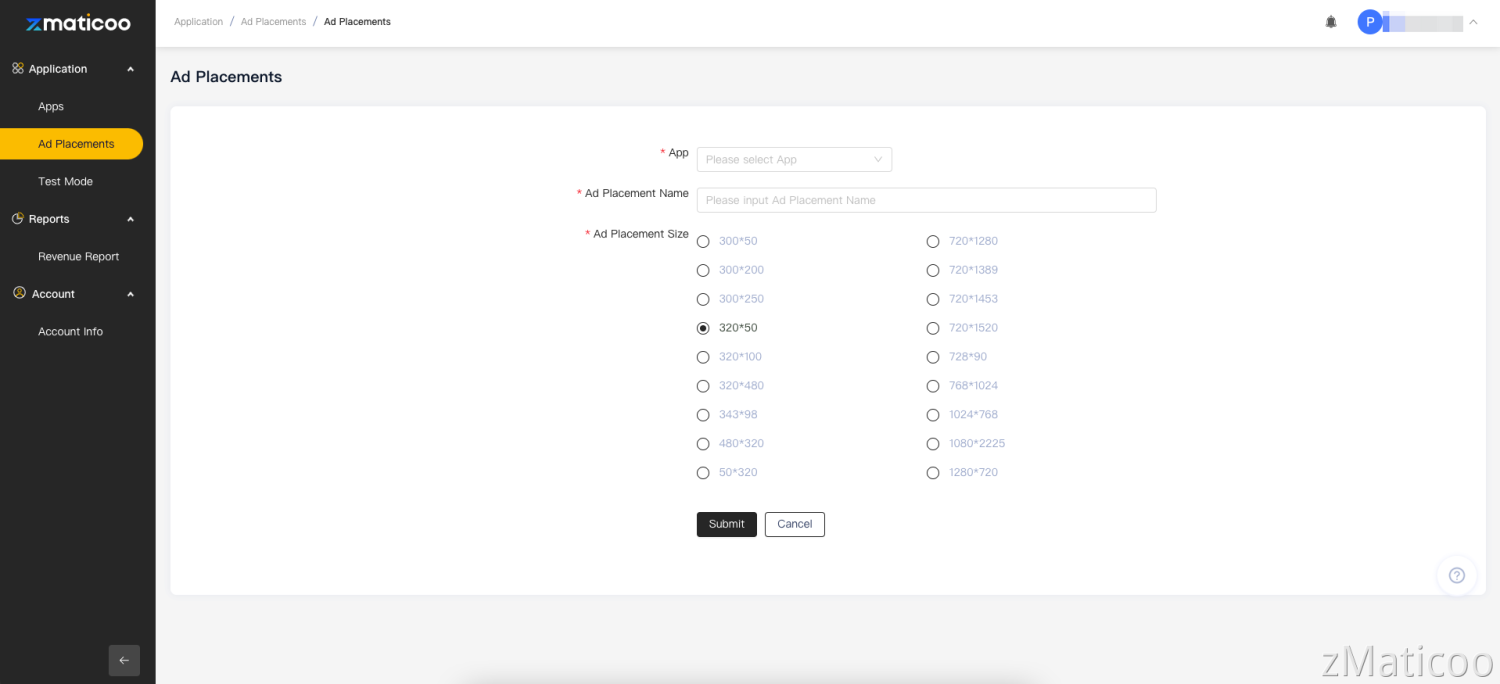 zmaticoo
Application / Ad Placements / Ad Placements
P
Application
Apps
Ad Placements
Test Mode
Reports
Revenue Report
Account
Account Info
Ad Placements
* App
Please select App
* Ad Placement Name
Please input Ad Placement Name
* Ad Placement Size
300*50
720*1280
300*200
720*1389
300*250
720*1453
320*50
720*1520
320*100
728*90
320*480
768*1024
343*98
1024*768
480*320
1080*2225
50*320
1280*720
Submit
Cancel
zMaticoo